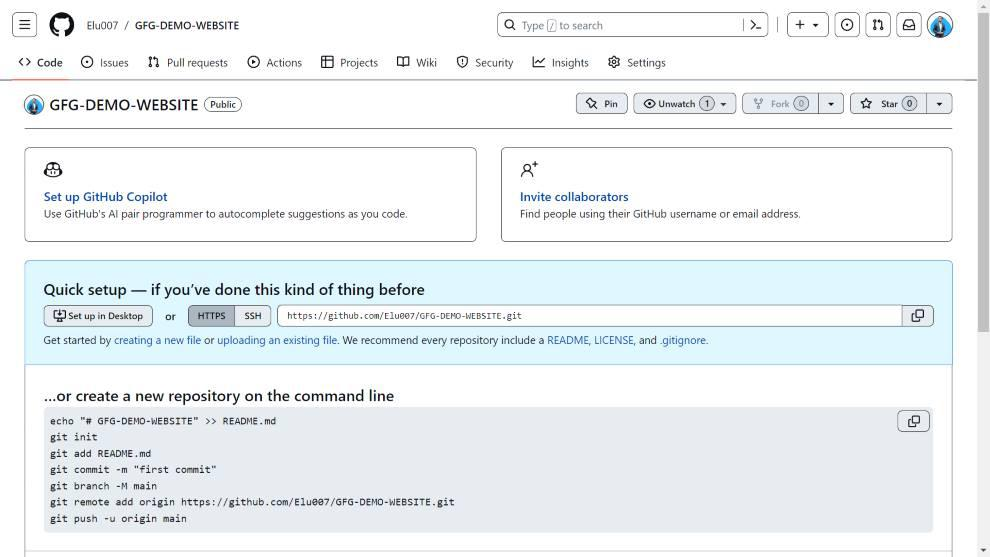 Elu007 / GFG-DEMO-WEBSITE
Type / to search
Code Issues Pull requests Actions Projects Wiki Security Insights Settings
GFG-DEMO-WEBSITE Public
Pin Unwatch 1 Fork 0 Star 0
Set up GitHub Copilot
Use GitHub's AI pair programmer to autocomplete suggestions as you code.
Invite collaborators
Find people using their GitHub username or email address.
Quick setup — if you’ve done this kind of thing before
Set up in Desktop or HTTPS SSH https://github.com/Elu007/GFG-DEMO-WEBSITE.git
Get started by creating a new file or uploading an existing file. We recommend every repository include a README, LICENSE, and .gitignore.
...or create a new repository on the command line
echo "# GFG-DEMO-WEBSITE" >> README.md
git init
git add README.md
git commit -m "first commit"
git branch -M main
git remote add origin https://github.com/Elu007/GFG-DEMO-WEBSITE.git
git push -u origin main